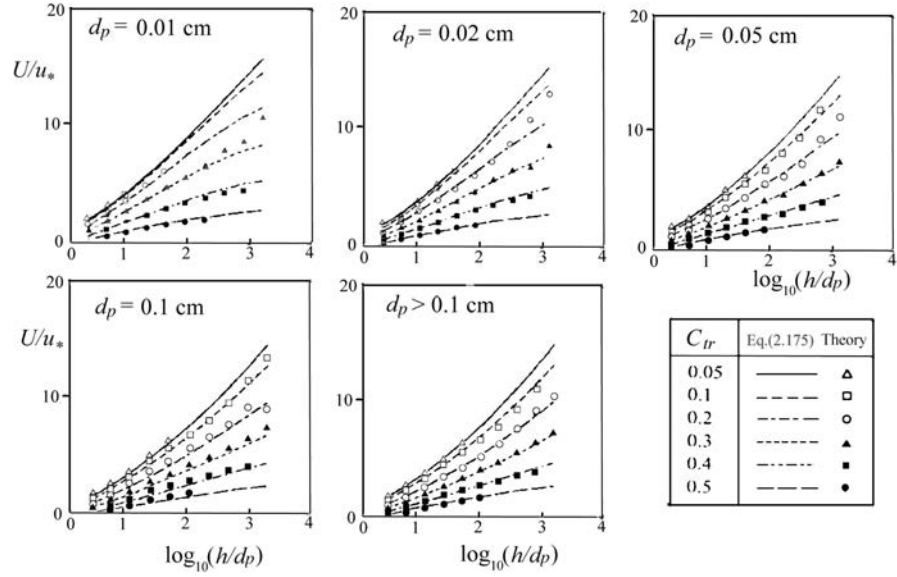 20
d_p = 0.01 cm
U/u_*
10
0
0 1 2 3 4
20
d_p = 0.02 cm
10
0
0 1 2 3 4
log₁₀(h/d_p)
20
d_p = 0.05 cm
10
0
0 1 2 3 4
log₁₀(h/d_p)
20
d_p = 0.1 cm
U/u_*
10
0
0 1 2 3 4
log₁₀(h/d_p)
20
d_p > 0.1 cm
10
0
0 1 2 3 4
log₁₀(h/d_p)
C_tr Eq.(2.175) Theory
0.05
0.1
0.2
0.3
0.4
0.5